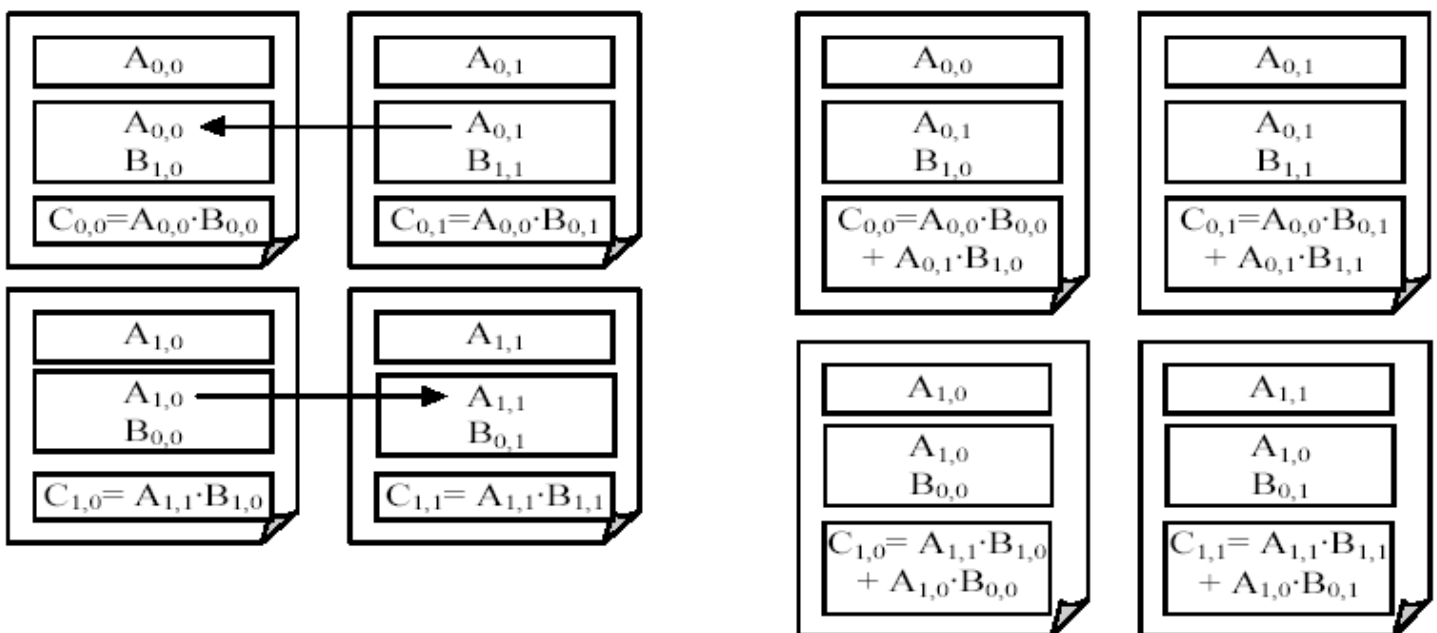 A₀,₀
A₀,₀
B₁,₀
C₀,₀=A₀,₀·B₀,₀
A₀,₁
A₀,₁
B₁,₁
C₀,₁=A₀,₀·B₀,₁
A₁,₀
A₁,₀
B₀,₀
C₁,₀= A₁,₁·B₁,₀
A₁,₁
A₁,₁
B₀,₁
C₁,₁= A₁,₁·B₁,₁
A₀,₀
A₀,₁
B₁,₀
C₀,₀=A₀,₀·B₀,₀
+ A₀,₁·B₁,₀
A₀,₁
A₀,₁
B₁,₁
C₀,₁=A₀,₀·B₀,₁
+ A₀,₁·B₁,₁
A₁,₀
A₁,₀
B₀,₀
C₁,₀= A₁,₁·B₁,₀
+ A₁,₀·B₀,₀
A₁,₁
A₁,₀
B₀,₁
C₁,₁= A₁,₁·B₁,₁
+ A₁,₀·B₀,₁